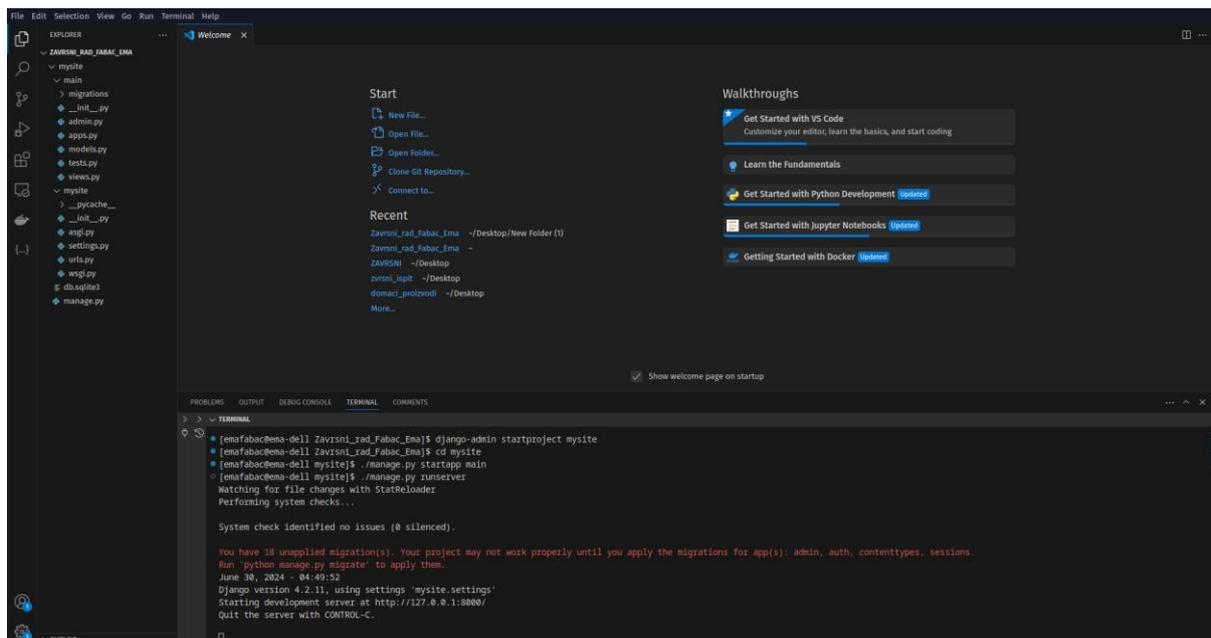 File Edit Selection View Go Run Terminal Help
EXPLORER
ZAVRSNI_RAD_FABAC_EMA
mysite
main
migrations
__init__.py
admin.py
apps.py
models.py
tests.py
views.py
mysite
__pycache__
__init__.py
asgi.py
settings.py
urls.py
wsgi.py
db.sqlite3
manage.py
Welcome
Start
New File...
Open File...
Open Folder...
Clone Git Repository...
Connect to...
Recent
Zavrsni_rad_Fabac_Ema ~/Desktop/New Folder (1)
Zavrsni_rad_Fabac_Ema ~
ZAVRSNI ~/Desktop
zvrsni_ispit ~/Desktop
domaci_proizvodi ~/Desktop
More...
Walkthroughs
Get Started with VS Code
Customize your editor, learn the basics, and start coding
Learn the Fundamentals
Get Started with Python Development Updated
Get Started with Jupyter Notebooks Updated
Getting Started with Docker Updated
Show welcome page on startup
PROBLEMS OUTPUT DEBUG CONSOLE TERMINAL COMMENTS
TERMINAL
[emafabac@ema-dell Zavrsni_rad_Fabac_Ema]$ django-admin startproject mysite
[emafabac@ema-dell Zavrsni_rad_Fabac_Ema]$ cd mysite
[emafabac@ema-dell mysite]$ ./manage.py startapp main
[emafabac@ema-dell mysite]$ ./manage.py runserver
Watching for file changes with StatReloader
Performing system checks...
System check identified no issues (0 silenced).
You have 18 unapplied migration(s). Your project may not work properly until you apply the migrations for app(s): admin, auth, contenttypes, sessions.
Run 'python manage.py migrate' to apply them.
June 30, 2024 - 04:49:52
Django version 4.2.11, using settings 'mysite.settings'
Starting development server at http://127.0.0.1:8000/
Quit the server with CONTROL-C.